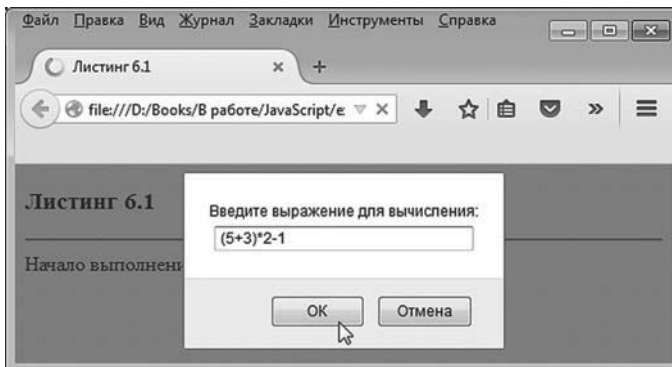 Файл Правка Вид Журнал Закладки Инструменты Справка
Листинг 6.1
file:///D:/Books/В работе/JavaScript/e
Листинг 6.1
Введите выражение для вычисления:
(5+3)*2-1
Начало выполнени
ОК Отмена